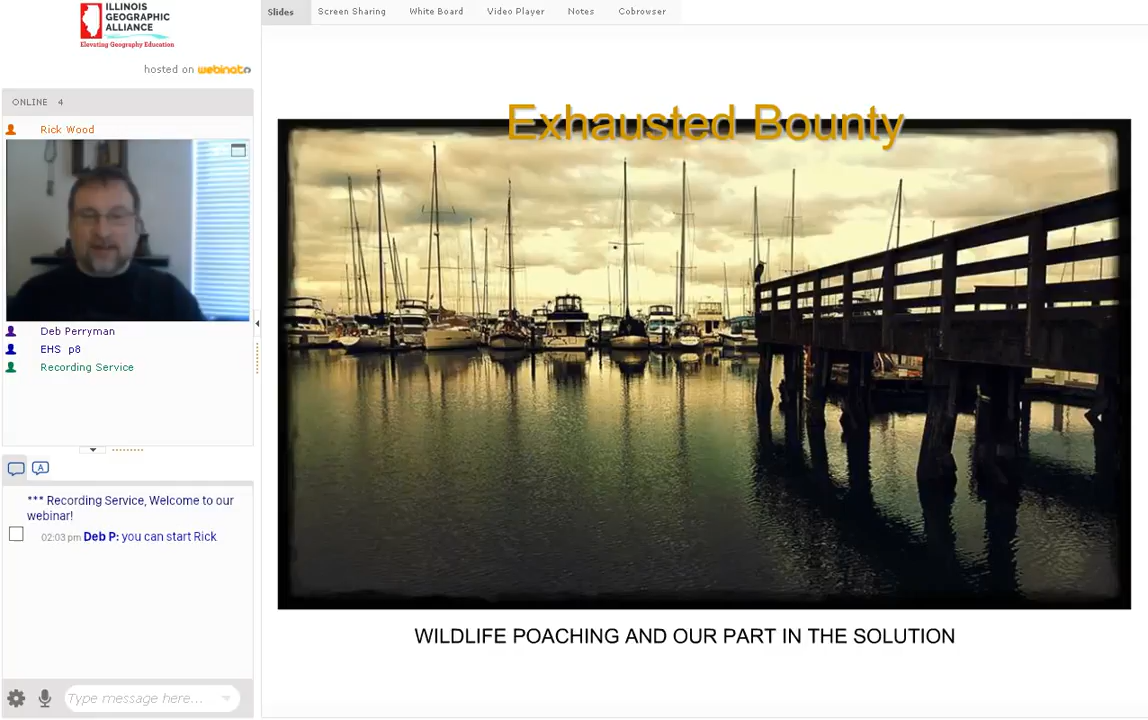 ILLINOIS
GEOGRAPHIC
ALLIANCE
Elevating Geography Education
hosted on webinato
Slides
Screen Sharing
White Board
Video Player
Notes
Cobrowser
ONLINE 4
Rick Wood
Deb Perryman
EHS p8
Recording Service
*** Recording Service, Welcome to our
webinar!
02:03 pm Deb P: you can start Rick
Type message here...
Exhausted Bounty
WILDLIFE POACHING AND OUR PART IN THE SOLUTION